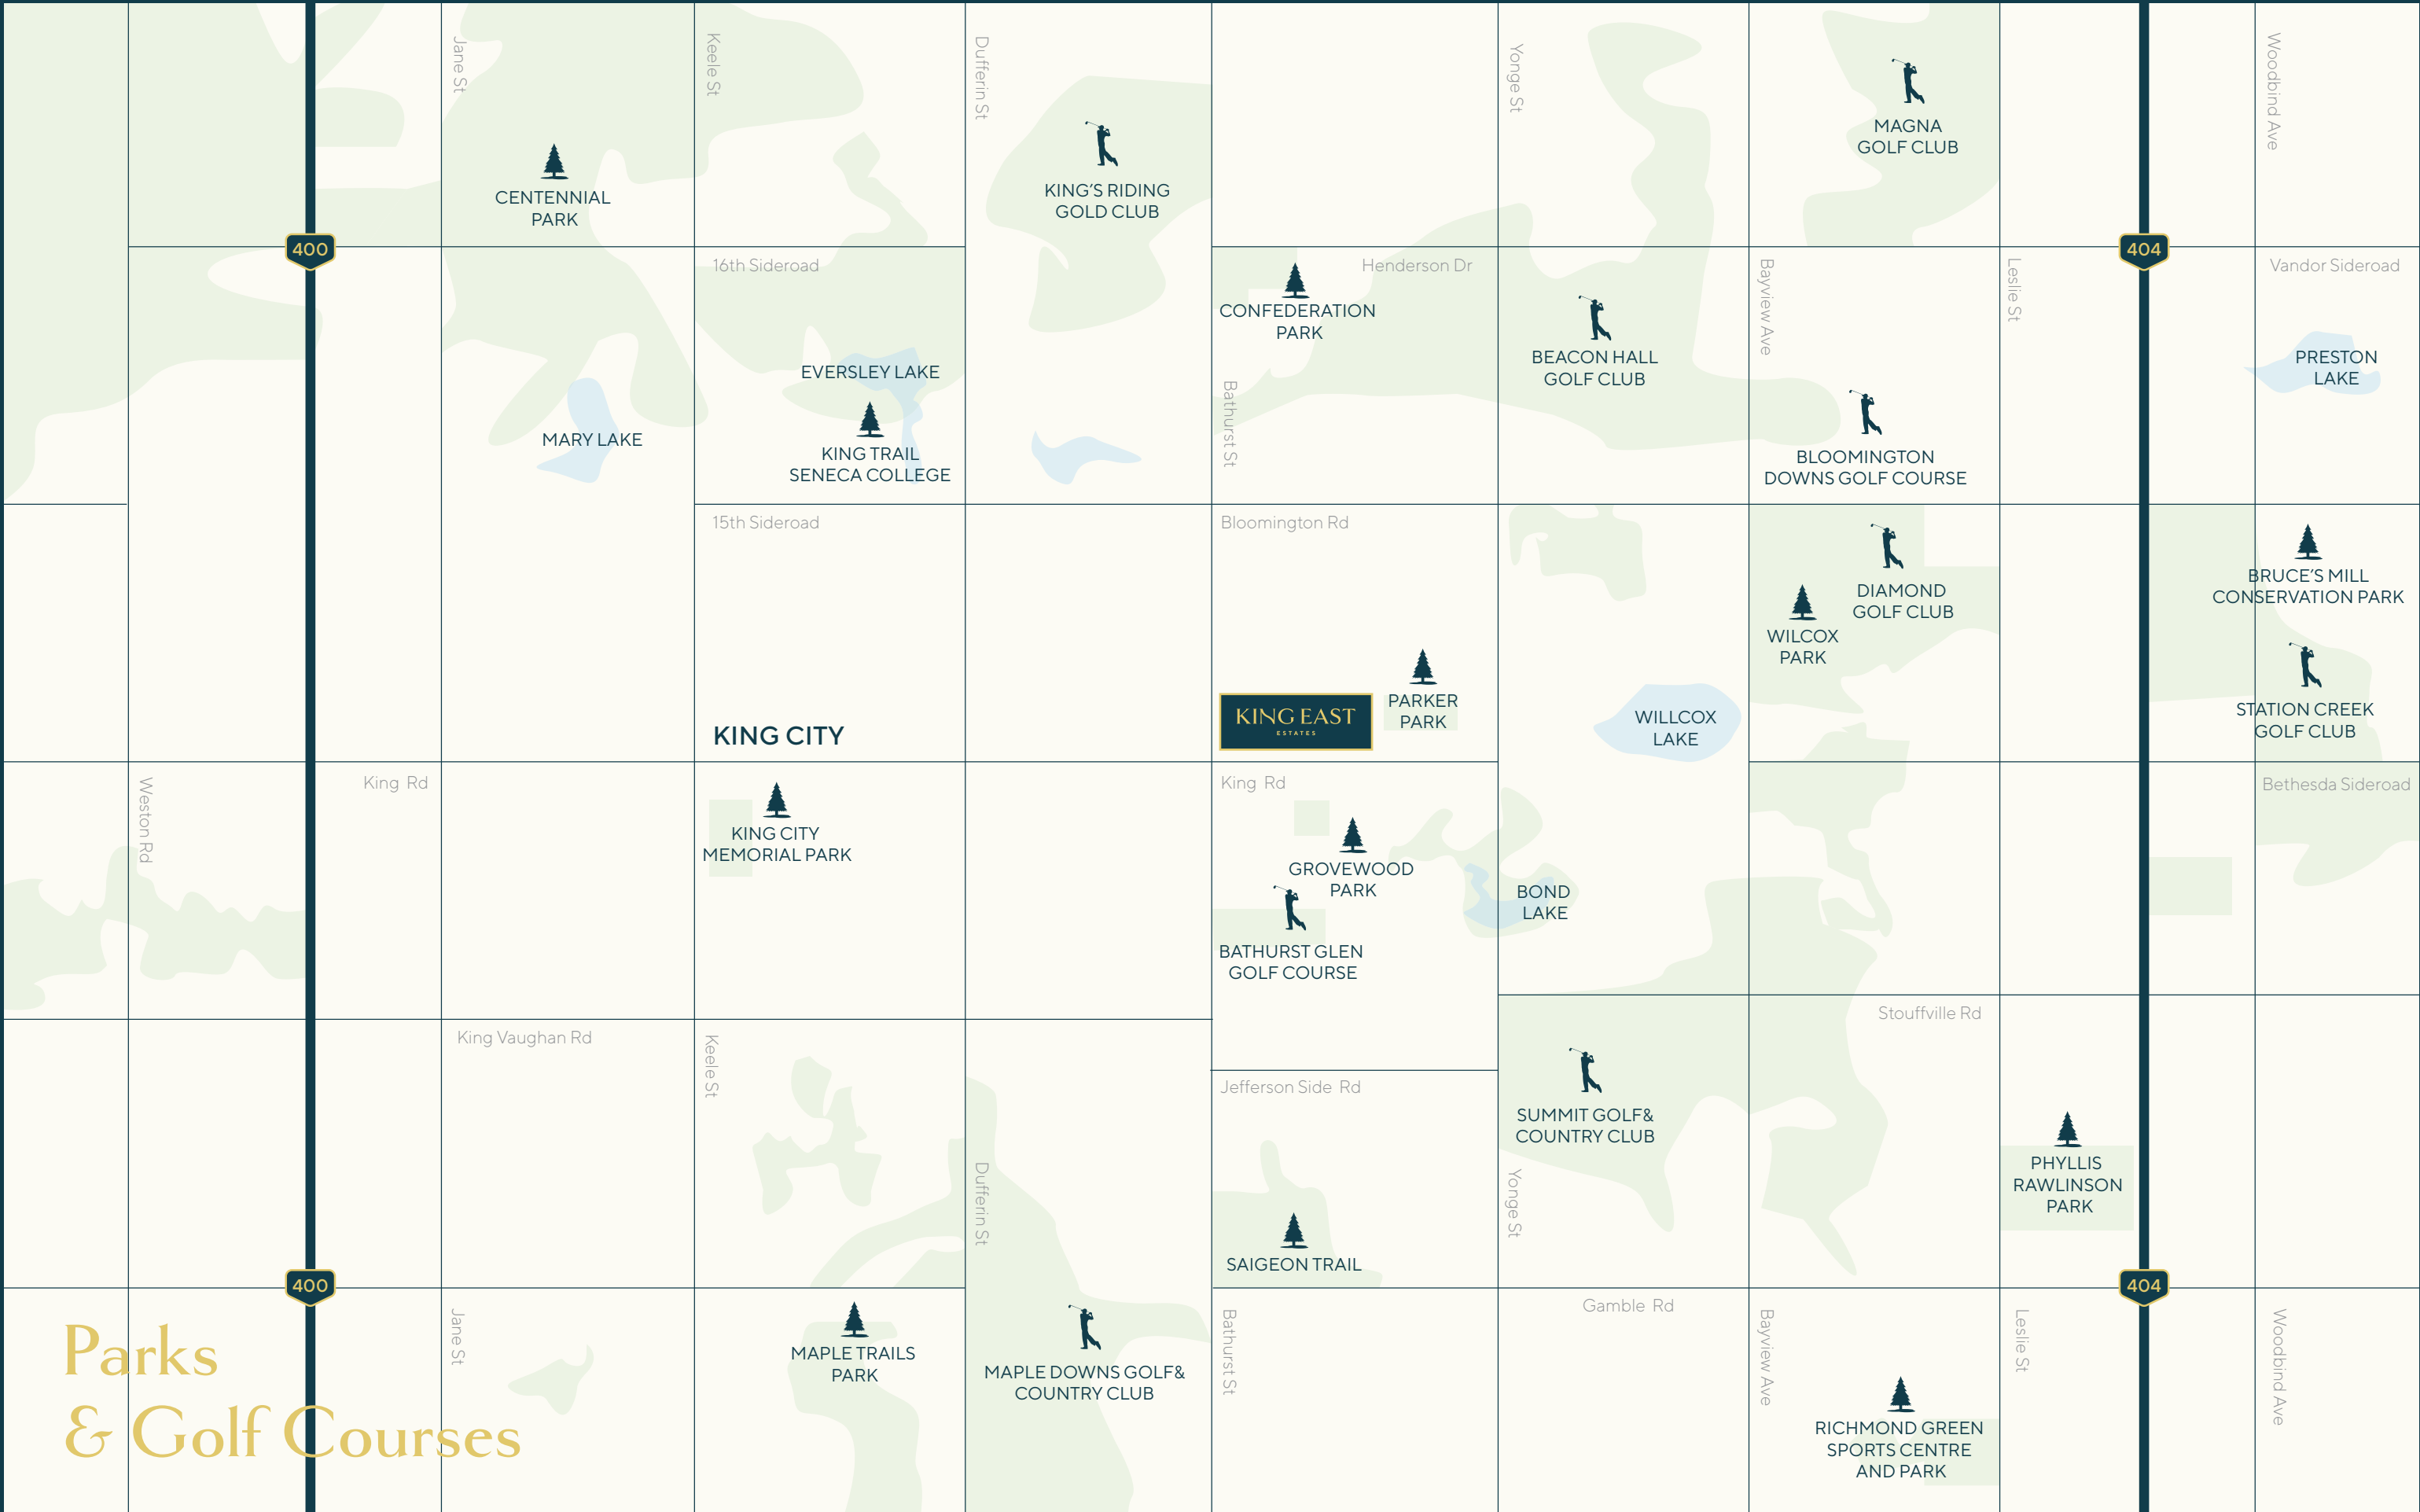 Jane St
Keele St
Dufferin St
Yonge St
Woodbind Ave
MAGNA
GOLF CLUB
CENTENNIAL
PARK
KING'S RIDING
GOLD CLUB
400
404
16th Sideroad
Henderson Dr
Bayview Ave
Leslie St
Vandor Sideroad
CONFEDERATION
PARK
BEACON HALL
GOLF CLUB
PRESTON
LAKE
EVERSLEY LAKE
Bathurst St
MARY LAKE
KING TRAIL
SENECA COLLEGE
BLOOMINGTON
DOWNS GOLF COURSE
15th Sideroad
Bloomington Rd
DIAMOND
GOLF CLUB
BRUCE'S MILL
CONSERVATION PARK
WILCOX
PARK
KING CITY
KING EAST
ESTATES
PARKER
PARK
WILLCOX
LAKE
STATION CREEK
GOLF CLUB
Weston Rd
King Rd
King Rd
Bethesda Sideroad
KING CITY
MEMORIAL PARK
GROVEWOOD
PARK
BOND
LAKE
BATHURST GLEN
GOLF COURSE
King Vaughan Rd
Keele St
Stouffville Rd
Jefferson Side Rd
SUMMIT GOLF&
COUNTRY CLUB
Dufferin St
Yonge St
PHYLLIS
RAWLINSON
PARK
SAIGEON TRAIL
400
404
Gamble Rd
Jane St
Bathurst St
Bayview Ave
Leslie St
Woodbind Ave
Parks
& Golf Courses
MAPLE TRAILS
PARK
MAPLE DOWNS GOLF&
COUNTRY CLUB
RICHMOND GREEN
SPORTS CENTRE
AND PARK